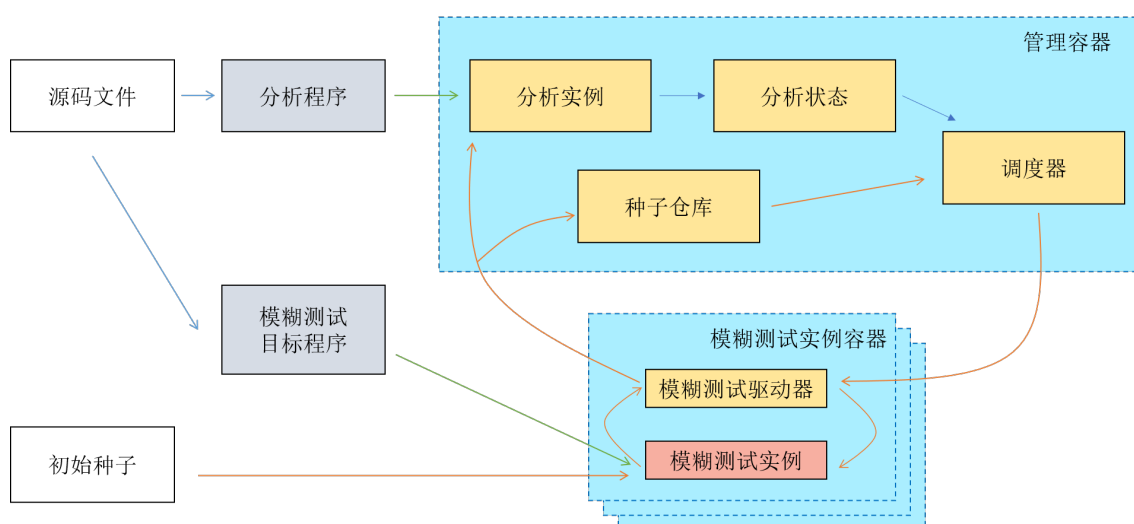 管理容器
源码文件
分析程序
分析实例
分析状态
调度器
种子仓库
模糊测试
目标程序
模糊测试实例容器
模糊测试驱动器
初始种子
模糊测试实例